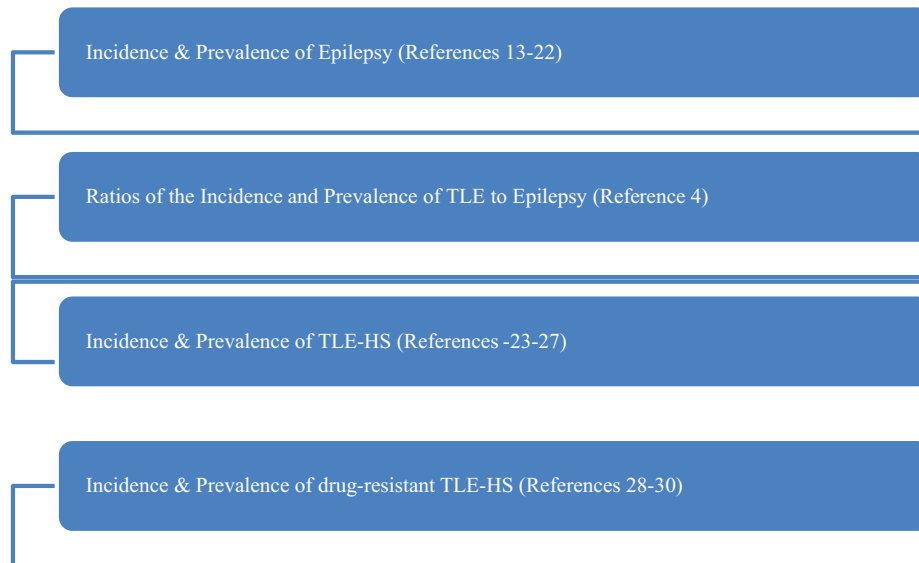 Incidence & Prevalence of Epilepsy (References 13-22)
Ratios of the Incidence and Prevalence of TLE to Epilepsy (Reference 4)
Incidence & Prevalence of TLE-HS (References -23-27)
Incidence & Prevalence of drug-resistant TLE-HS (References 28-30)